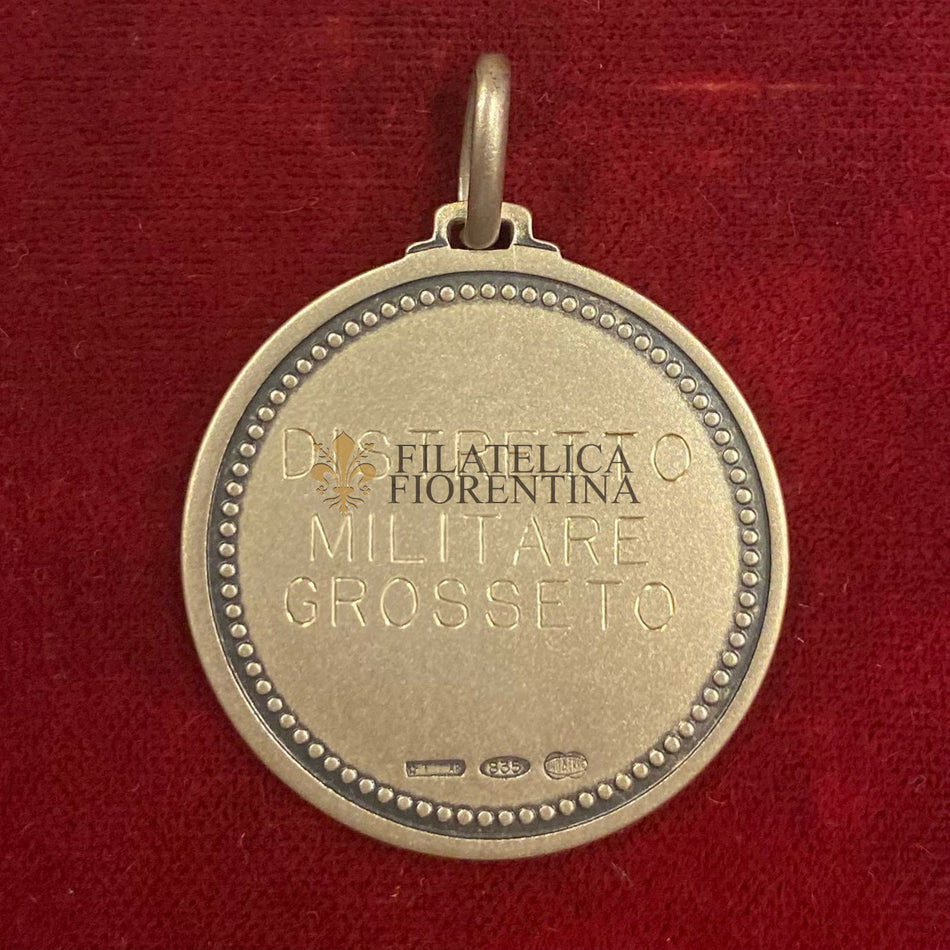 DISTRETTO
FILATELICA
FIORENTINA
MILITARE
GROSSETO
835